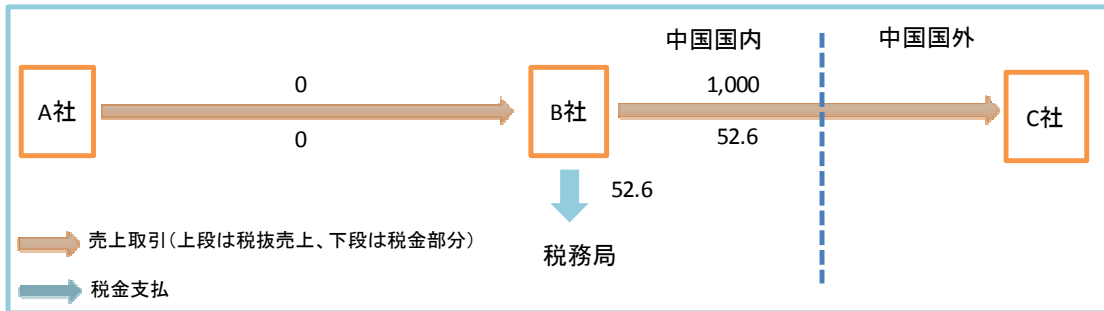 中国国内
中国国外
A社
0
0
B社
1,000
52.6
C社
52.6
税務局
売上取引(上段は税抜売上、下段は税金部分)
税金支払